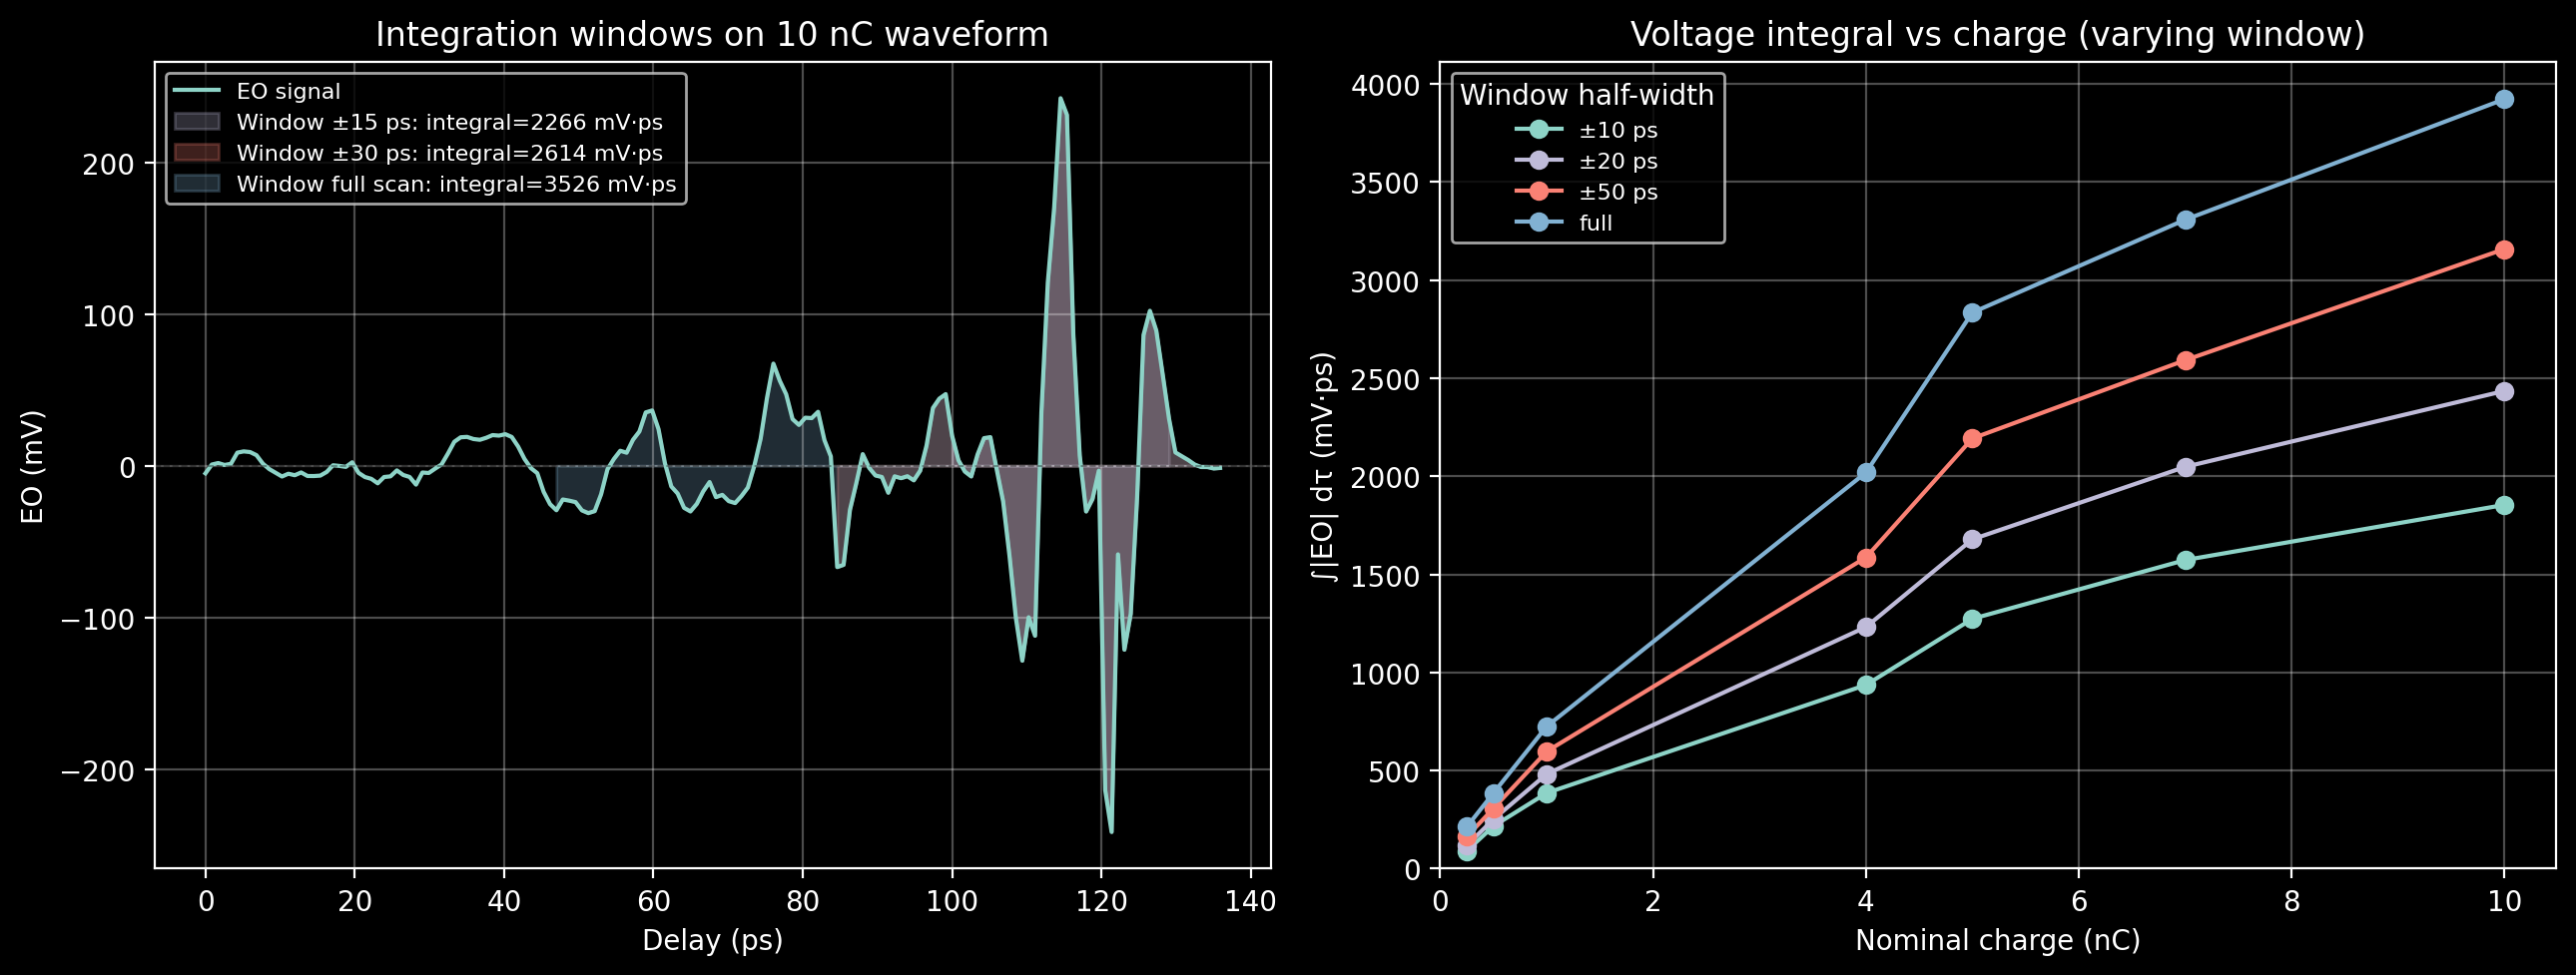 Integration windows on 10 nC waveform
EO signal
Window ±15 ps: integral=2266 mV·ps
Window ±30 ps: integral=2614 mV·ps
Window full scan: integral=3526 mV·ps
200
100
0
−100
−200
EO (mV)
0 20 40 60 80 100 120 140
Delay (ps)
Voltage integral vs charge (varying window)
Window half-width
±10 ps
±20 ps
±50 ps
full
4000
3500
3000
2500
2000
1500
1000
500
0
∫|EO| dτ (mV·ps)
0 2 4 6 8 10
Nominal charge (nC)